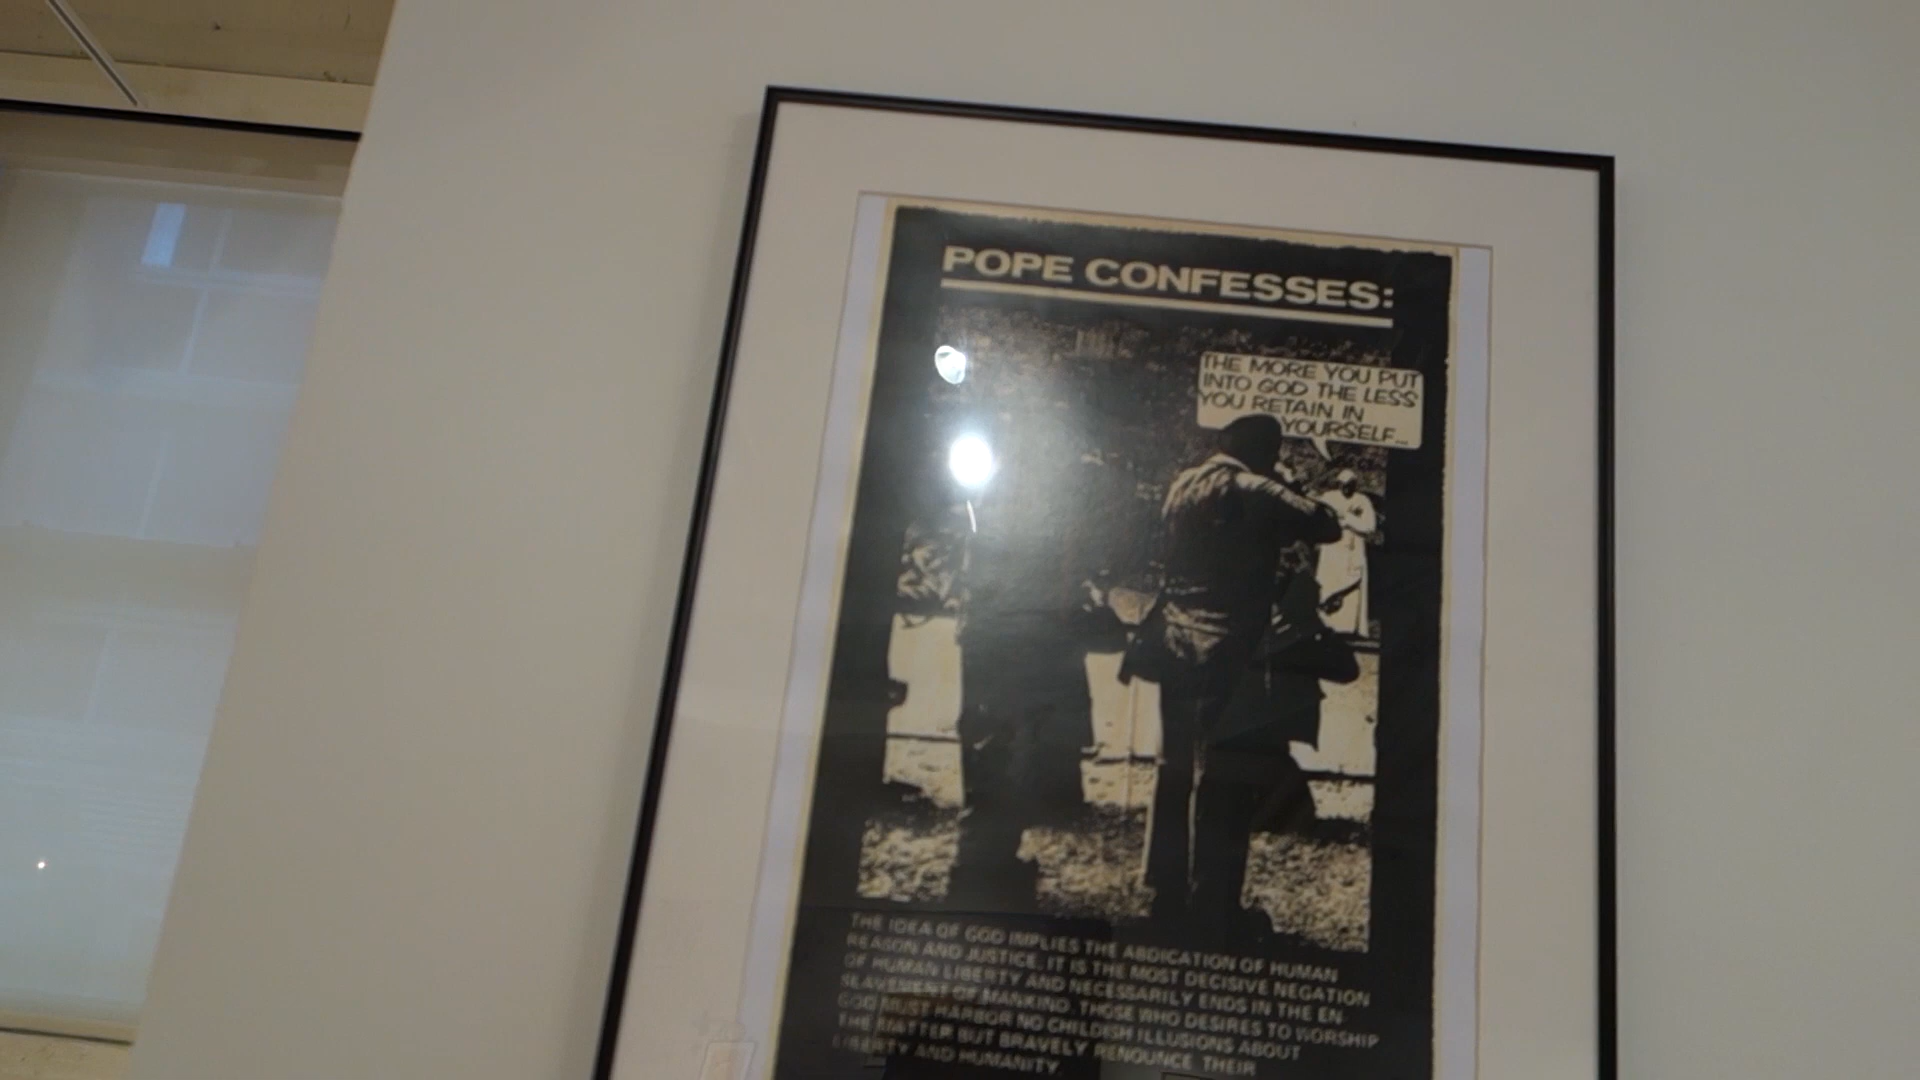 POPE CONFESSES:
THE MORE YOU PUT
INTO GOD THE LESS
YOU RETAIN IN
YOURSELF...
THE IDEA OF GOD IMPLIES THE ABDICATION OF HUMAN
REASON AND JUSTICE. IT IS THE MOST DECISIVE NEGATION
OF HUMAN LIBERTY AND NECESSARILY ENDS IN THE EN-
SLAVEMENT OF MANKIND. THOSE WHO DESIRES TO WORSHIP
GOD MUST HARBOR NO CHILDISH ILLUSIONS ABOUT
THE MATTER BUT BRAVELY RENOUNCE THEIR
LIBERTY AND HUMANITY